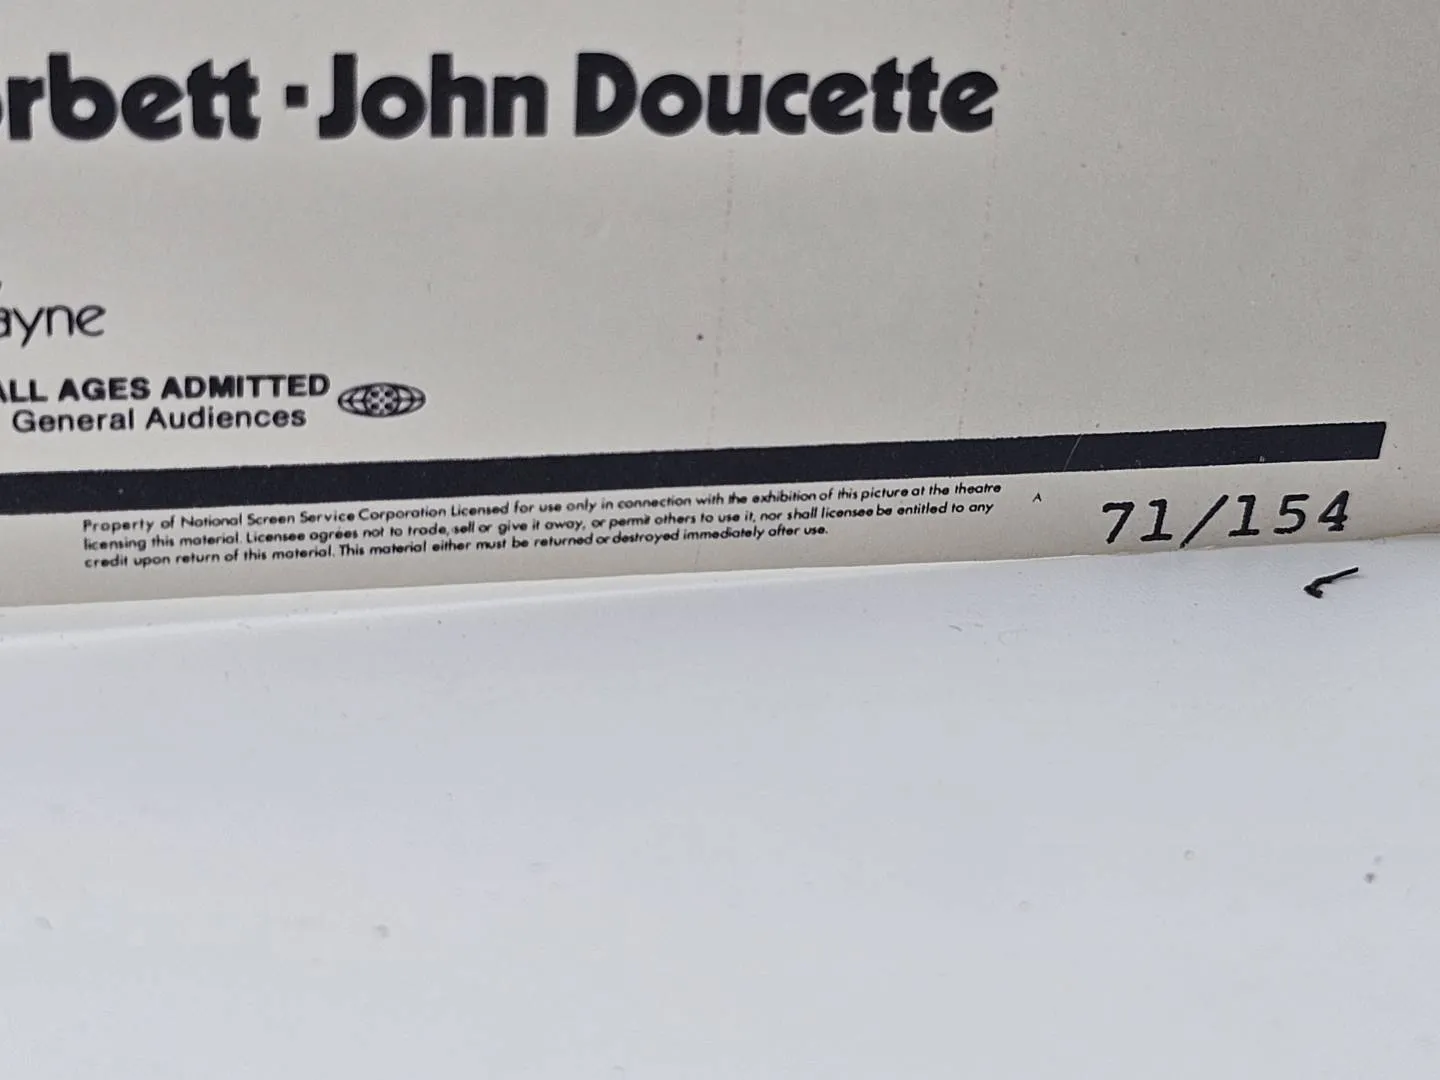 rbett · John Doucette
ayne
ALL AGES ADMITTED
General Audiences
Property of National Screen Service Corporation Licensed for use only in connection with the exhibition of this picture at the theatre
licensing this material. Licensee agrees not to trade, sell or give it away, or permit others to use it, nor shall licensee be entitled to any
credit upon return of this material. This material either must be returned or destroyed immediately after use.
A
71/154